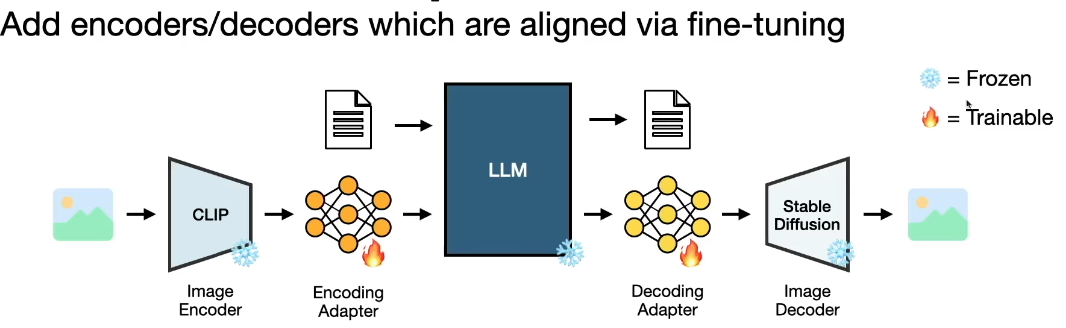 Add encoders/decoders which are aligned via fine-tuning
= Frozen
= Trainable
LLM
CLIP
Stable
Diffusion
Image
Encoder
Encoding
Adapter
Decoding
Adapter
Image
Decoder